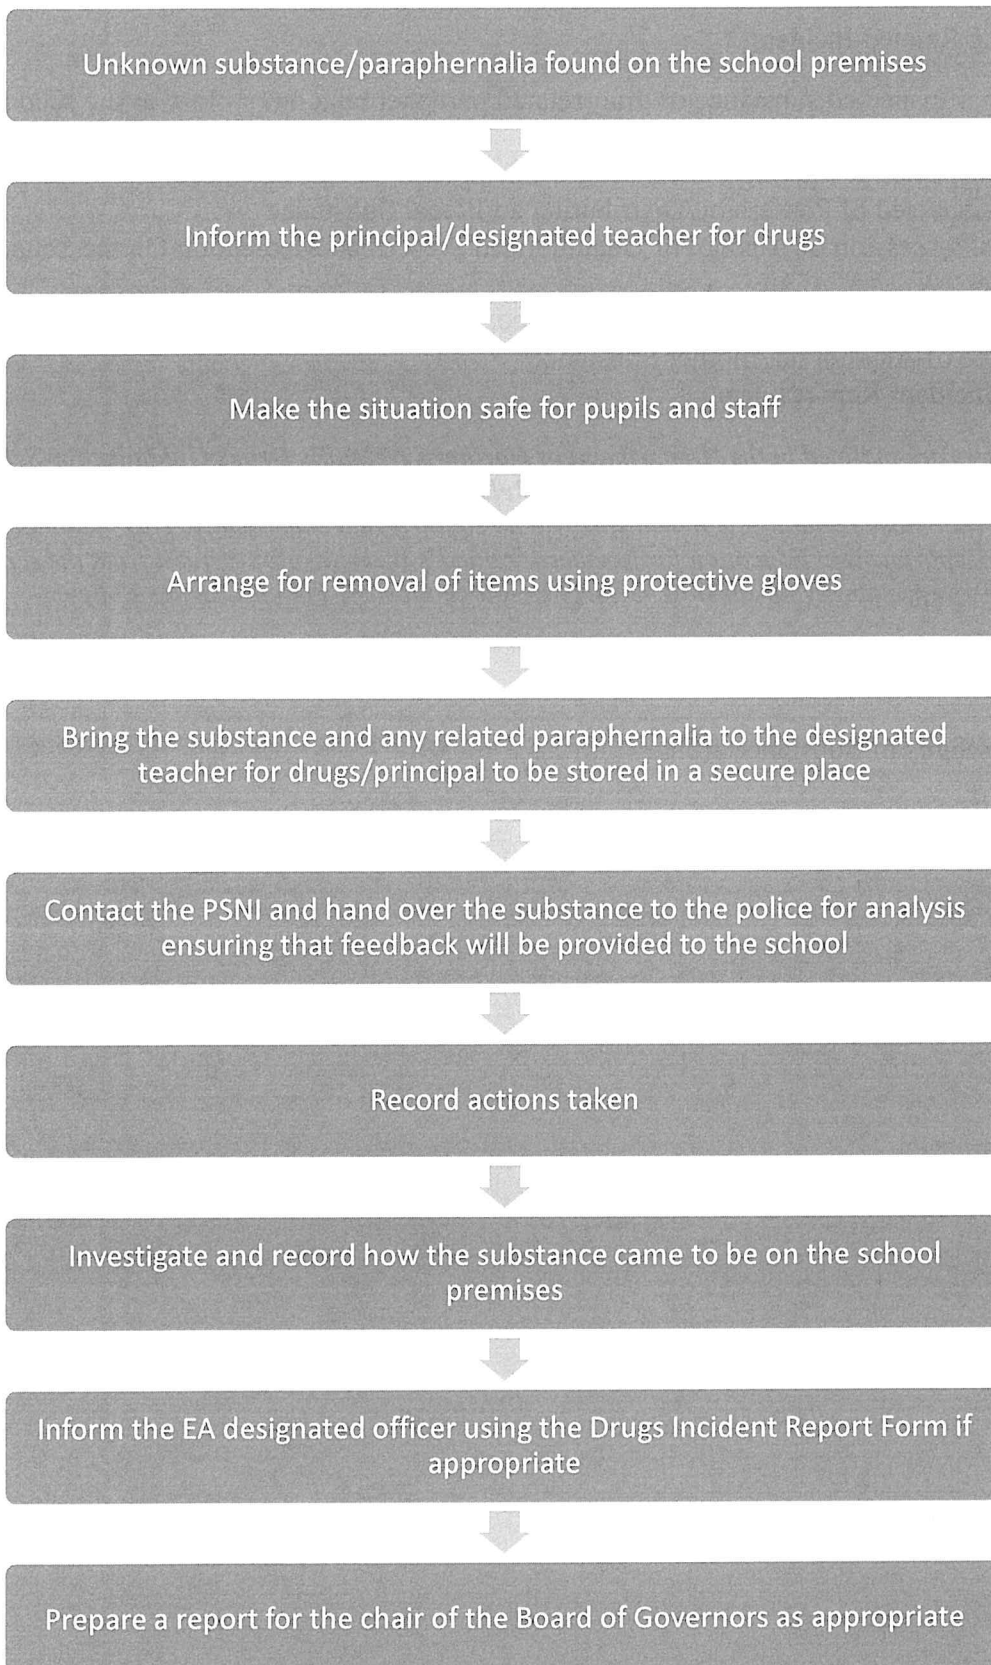 Unknown substance/paraphernalia found on the school premises
Inform the principal/designated teacher for drugs
Make the situation safe for pupils and staff
Arrange for removal of items using protective gloves
Bring the substance and any related paraphernalia to the designated
teacher for drugs/principal to be stored in a secure place
Contact the PSNI and hand over the substance to the police for analysis
ensuring that feedback will be provided to the school
Record actions taken
Investigate and record how the substance came to be on the school
premises
Inform the EA designated officer using the Drugs Incident Report Form if
appropriate
Prepare a report for the chair of the Board of Governors as appropriate